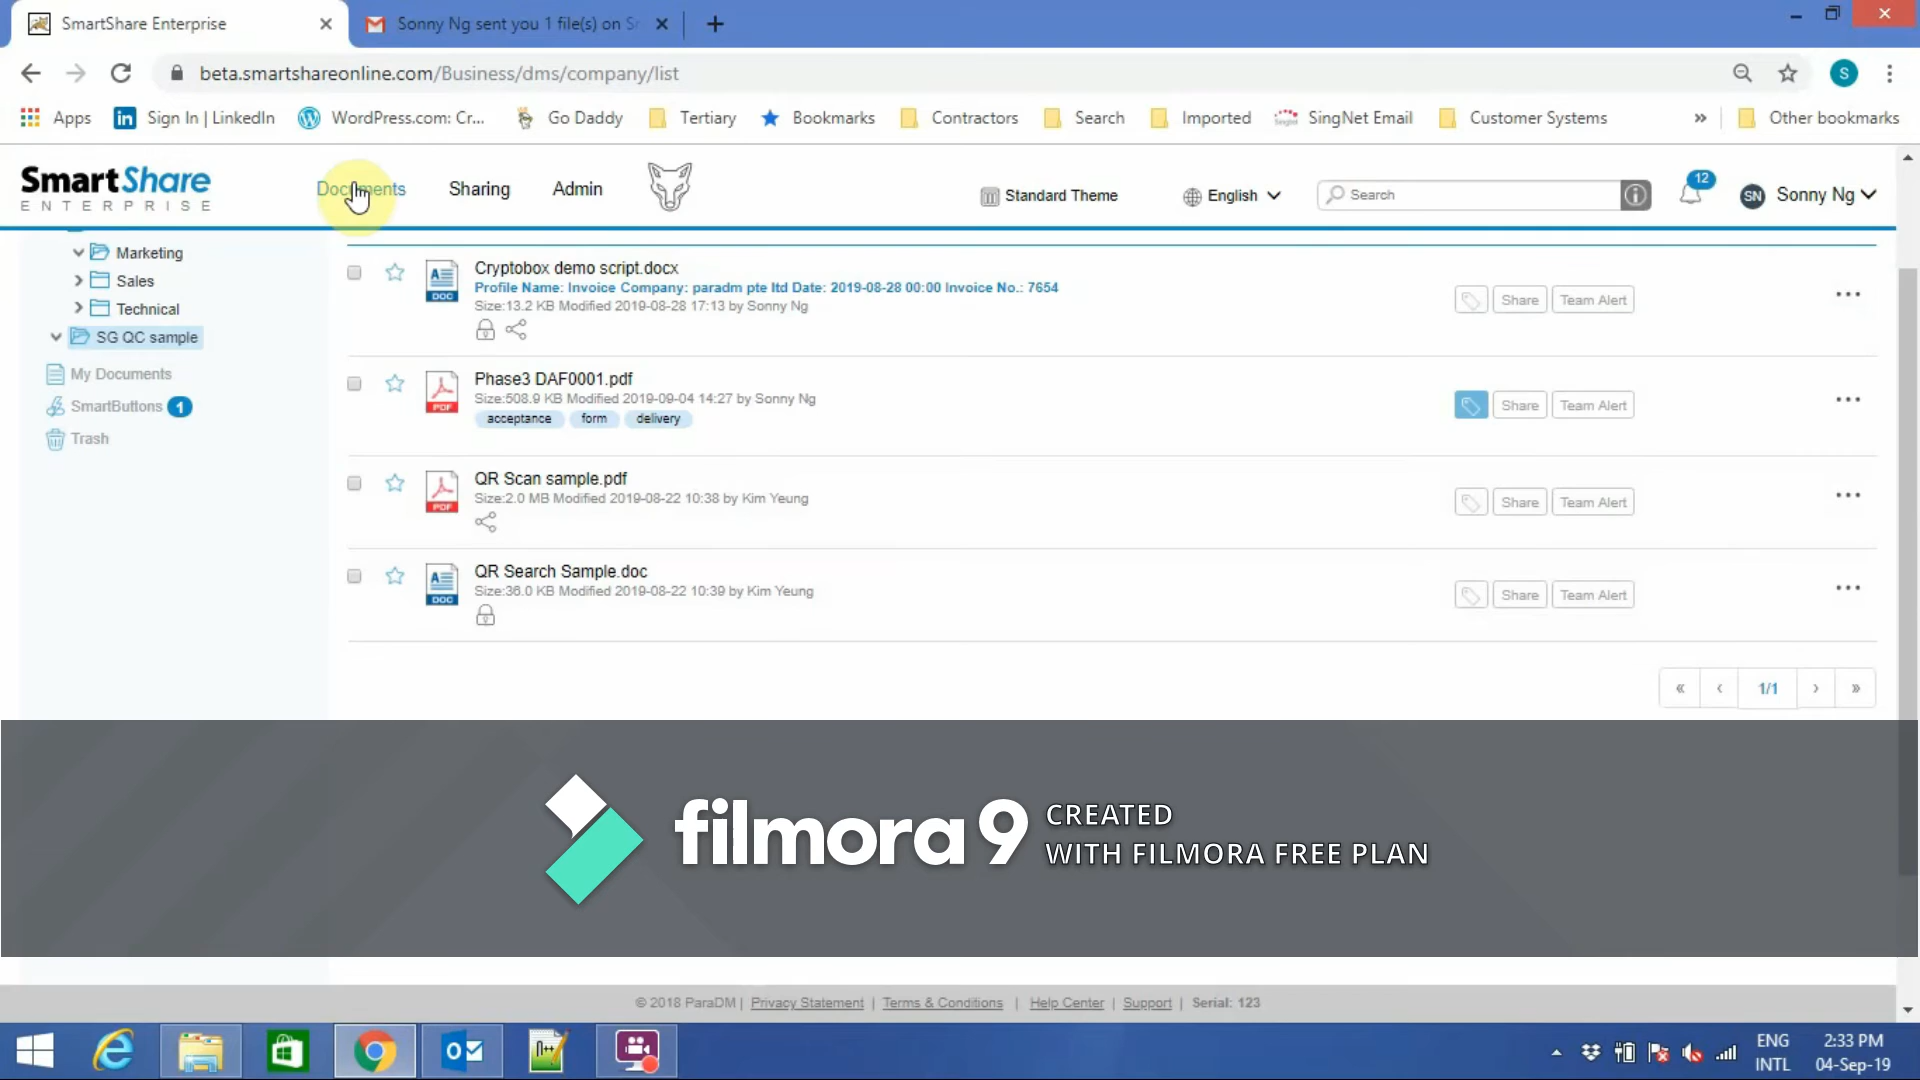 SmartShare Enterprise
Sonny Ng sent you 1 file(s) on S
beta.smartshareonline.com/Business/dms/company/list
S
Apps
Sign In | LinkedIn
WordPress.com: Cr...
Go Daddy
Tertiary
Bookmarks
Contractors
Search
Imported
SingNet Email
Customer Systems
»
Other bookmarks
SmartShare
ENTERPRISE
Documents
Sharing
Admin
Standard Theme
English
Search
12
SN
Sonny Ng
Marketing
Sales
Technical
SG QC sample
My Documents
SmartButtons 1
Trash
DOC
Cryptobox demo script.docx
Profile Name: Invoice Company: paradm pte ltd Date: 2019-08-28 00:00 Invoice No.: 7654
Size:13.2 KB Modified 2019-08-28 17:13 by Sonny Ng
Share
Team Alert
PDF
Phase3 DAF0001.pdf
Size:508.9 KB Modified 2019-09-04 14:27 by Sonny Ng
acceptance form delivery
Share
Team Alert
PDF
QR Scan sample.pdf
Size:2.0 MB Modified 2019-08-22 10:38 by Kim Yeung
Share
Team Alert
DOC
QR Search Sample.doc
Size:36.0 KB Modified 2019-08-22 10:39 by Kim Yeung
Share
Team Alert
« ‹ 1/1 › »
filmora 9
CREATED
WITH FILMORA FREE PLAN
© 2018 ParaDM | Privacy Statement | Terms & Conditions | Help Center | Support | Serial: 123
ENG
INTL
2:33 PM
04-Sep-19